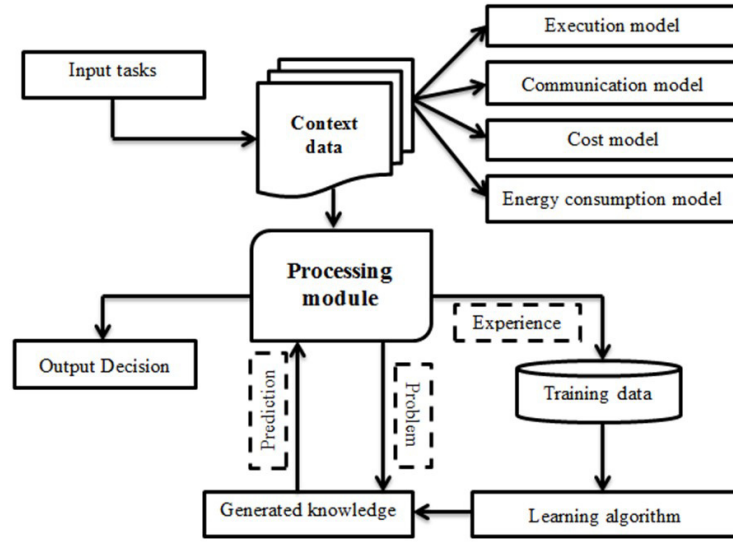 Execution model
Input tasks
Communication model
Context
data
Cost model
Energy consumption model
Processing
module
Experience
Output Decision
Prediction
Problem
Training data
Generated knowledge
Learning algorithm